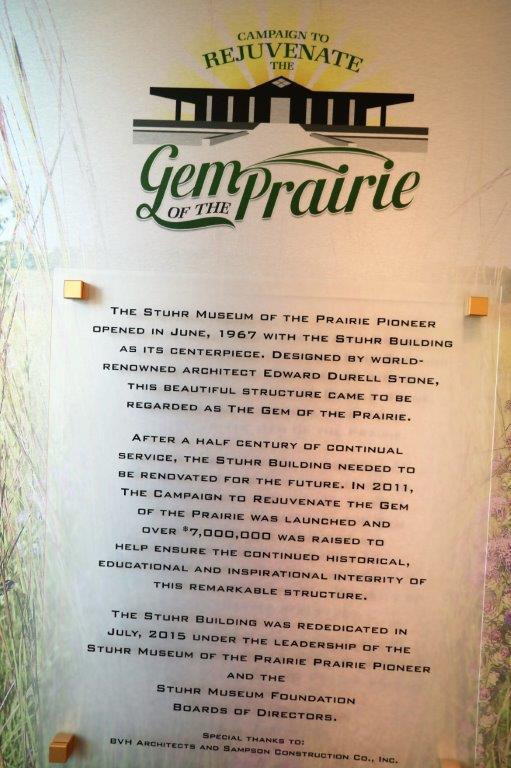 Campaign to
Rejuvenate
the
Gem
of the Prairie
The Stuhr Museum of the Prairie Pioneer
opened in June, 1967 with the Stuhr Building
as its centerpiece. Designed by world-
renowned architect Edward Durell Stone,
this beautiful structure came to be
regarded as The Gem of the Prairie.
After a half century of continual
service, the Stuhr Building needed to
be renovated for the future. In 2011,
The Campaign to Rejuvenate the Gem
of the Prairie was launched and
over $7,000,000 was raised to
help ensure the continued historical,
educational and inspirational integrity of
this remarkable structure.
The Stuhr Building was rededicated in
July, 2015 under the leadership of the
Stuhr Museum of the Prairie Prairie Pioneer
and the
Stuhr Museum Foundation
Boards of Directors.
Special thanks to:
BVH Architects and Sampson Construction Co., Inc.